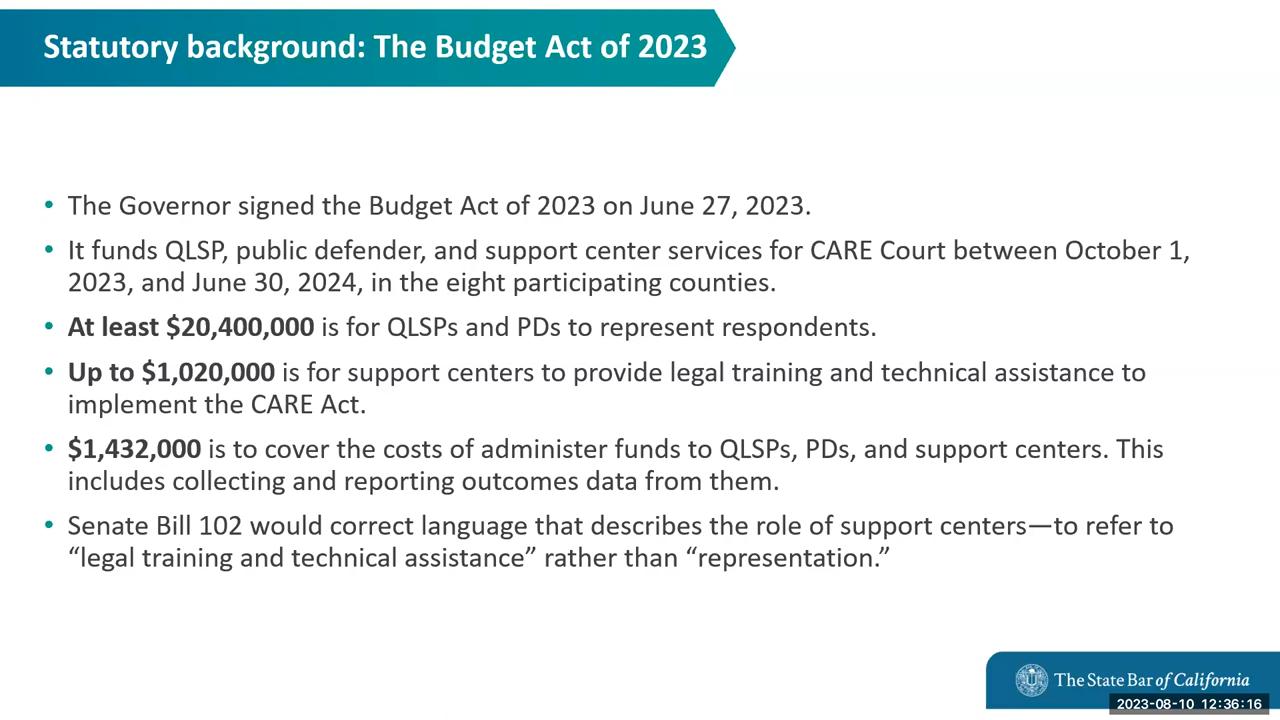 Statutory background: The Budget Act of 2023
• The Governor signed the Budget Act of 2023 on June 27, 2023.
• It funds QLSP, public defender, and support center services for CARE Court between October 1,
2023, and June 30, 2024, in the eight participating counties.
• At least $20,400,000 is for QLSPs and PDs to represent respondents.
• Up to $1,020,000 is for support centers to provide legal training and technical assistance to
implement the CARE Act.
• $1,432,000 is to cover the costs of administer funds to QLSPs, PDs, and support centers. This
includes collecting and reporting outcomes data from them.
• Senate Bill 102 would correct language that describes the role of support centers—to refer to
“legal training and technical assistance” rather than “representation.”
The State Bar of California
2023-08-10 12:36:16